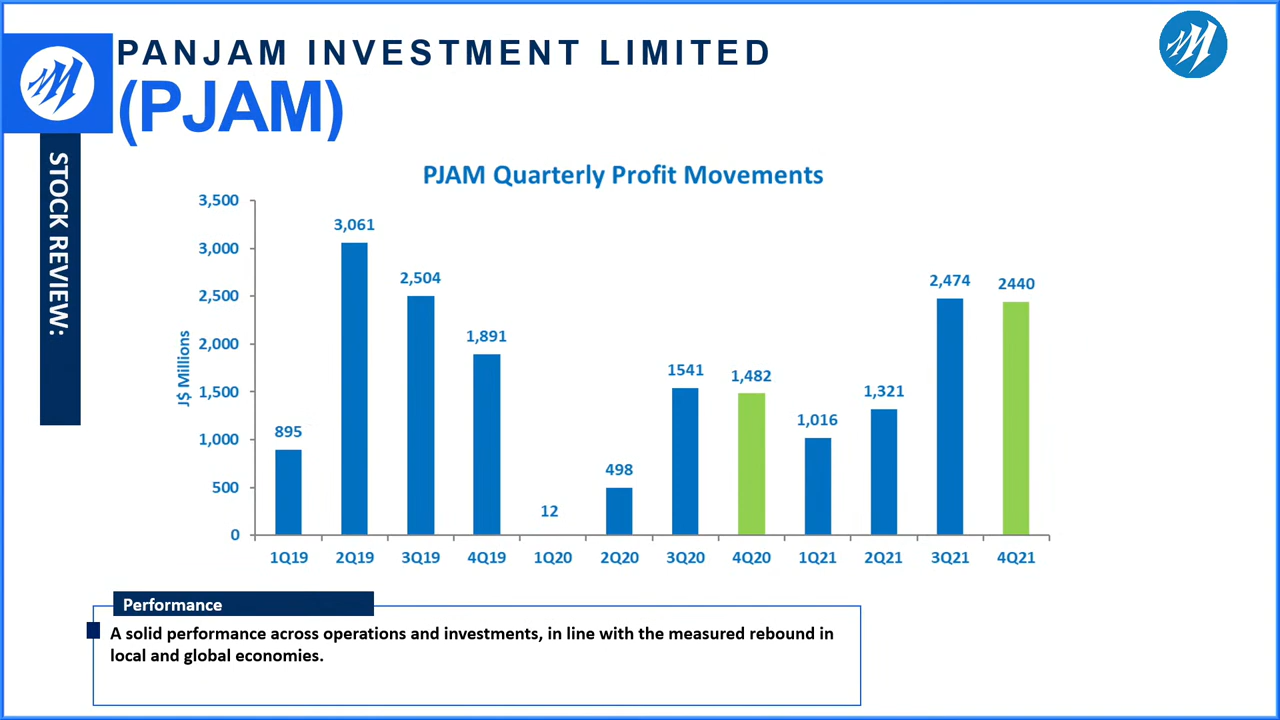 PANJAM INVESTMENT LIMITED
(PJAM)
STOCK REVIEW:
PJAM Quarterly Profit Movements
J$ Millions
3,500
3,000
2,500
2,000
1,500
1,000
500
0
895
3,061
2,504
1,891
12
498
1541
1,482
1,016
1,321
2,474
2440
1Q19 2Q19 3Q19 4Q19 1Q20 2Q20 3Q20 4Q20 1Q21 2Q21 3Q21 4Q21
Performance
A solid performance across operations and investments, in line with the measured rebound in
local and global economies.